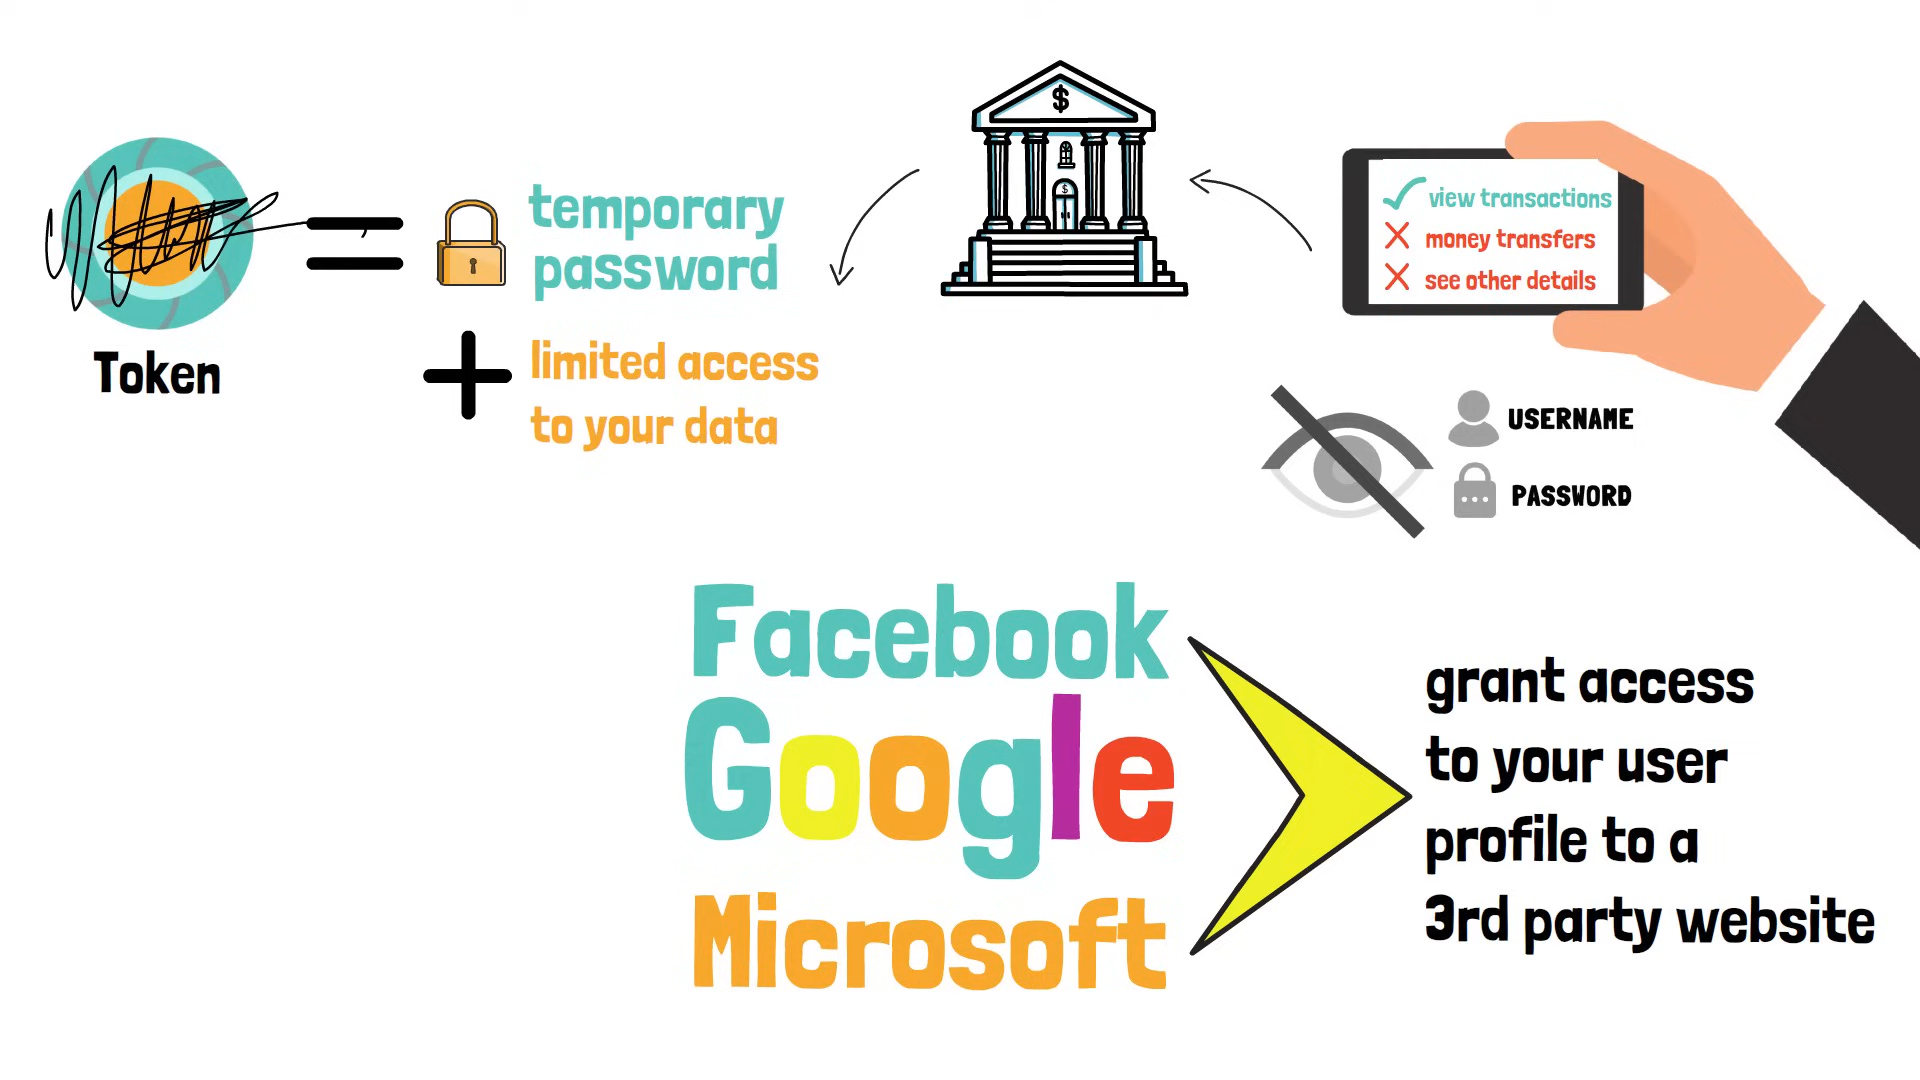 Token
temporary
password
limited access
to your data
$
$
view transactions
money transfers
see other details
USERNAME
PASSWORD
Facebook
Google
Microsoft
grant access
to your user
profile to a
3rd party website